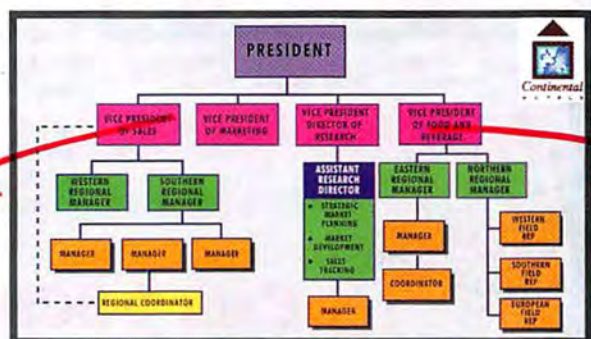 PRESIDENT
Continental
HOTELS
VICE PRESIDENT
OF SALES
VICE PRESIDENT
OF MARKETING
VICE PRESIDENT
DIRECTOR OF
RESEARCH
VICE PRESIDENT
OF FOOD AND
BEVERAGE
WESTERN
REGIONAL
MANAGER
SOUTHERN
REGIONAL
MANAGER
ASSISTANT
RESEARCH
DIRECTOR
EASTERN
REGIONAL
MANAGER
NORTHERN
REGIONAL
MANAGER
STRATEGIC
MARKET
PLANNING
MARKET
DEVELOPMENT
SALES
TRACKING
MANAGER
MANAGER
MANAGER
REGIONAL COORDINATOR
MANAGER
MANAGER
COORDINATOR
WESTERN
FIELD
REP
SOUTHERN
FIELD
REP
EUROPEAN
FIELD
REP